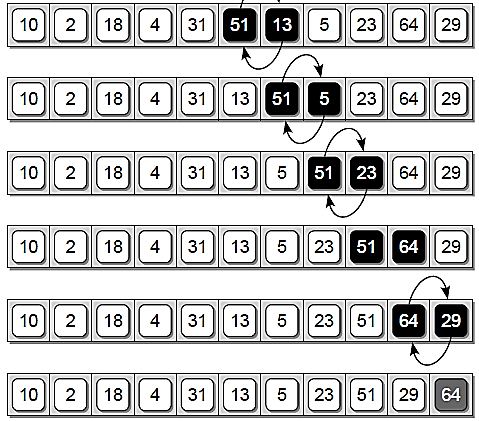 10 2 18 4 31 51 13 5 23 64 29
10 2 18 4 31 13 51 5 23 64 29
10 2 18 4 31 13 5 51 23 64 29
10 2 18 4 31 13 5 23 51 64 29
10 2 18 4 31 13 5 23 51 64 29
10 2 18 4 31 13 5 23 51 29 64